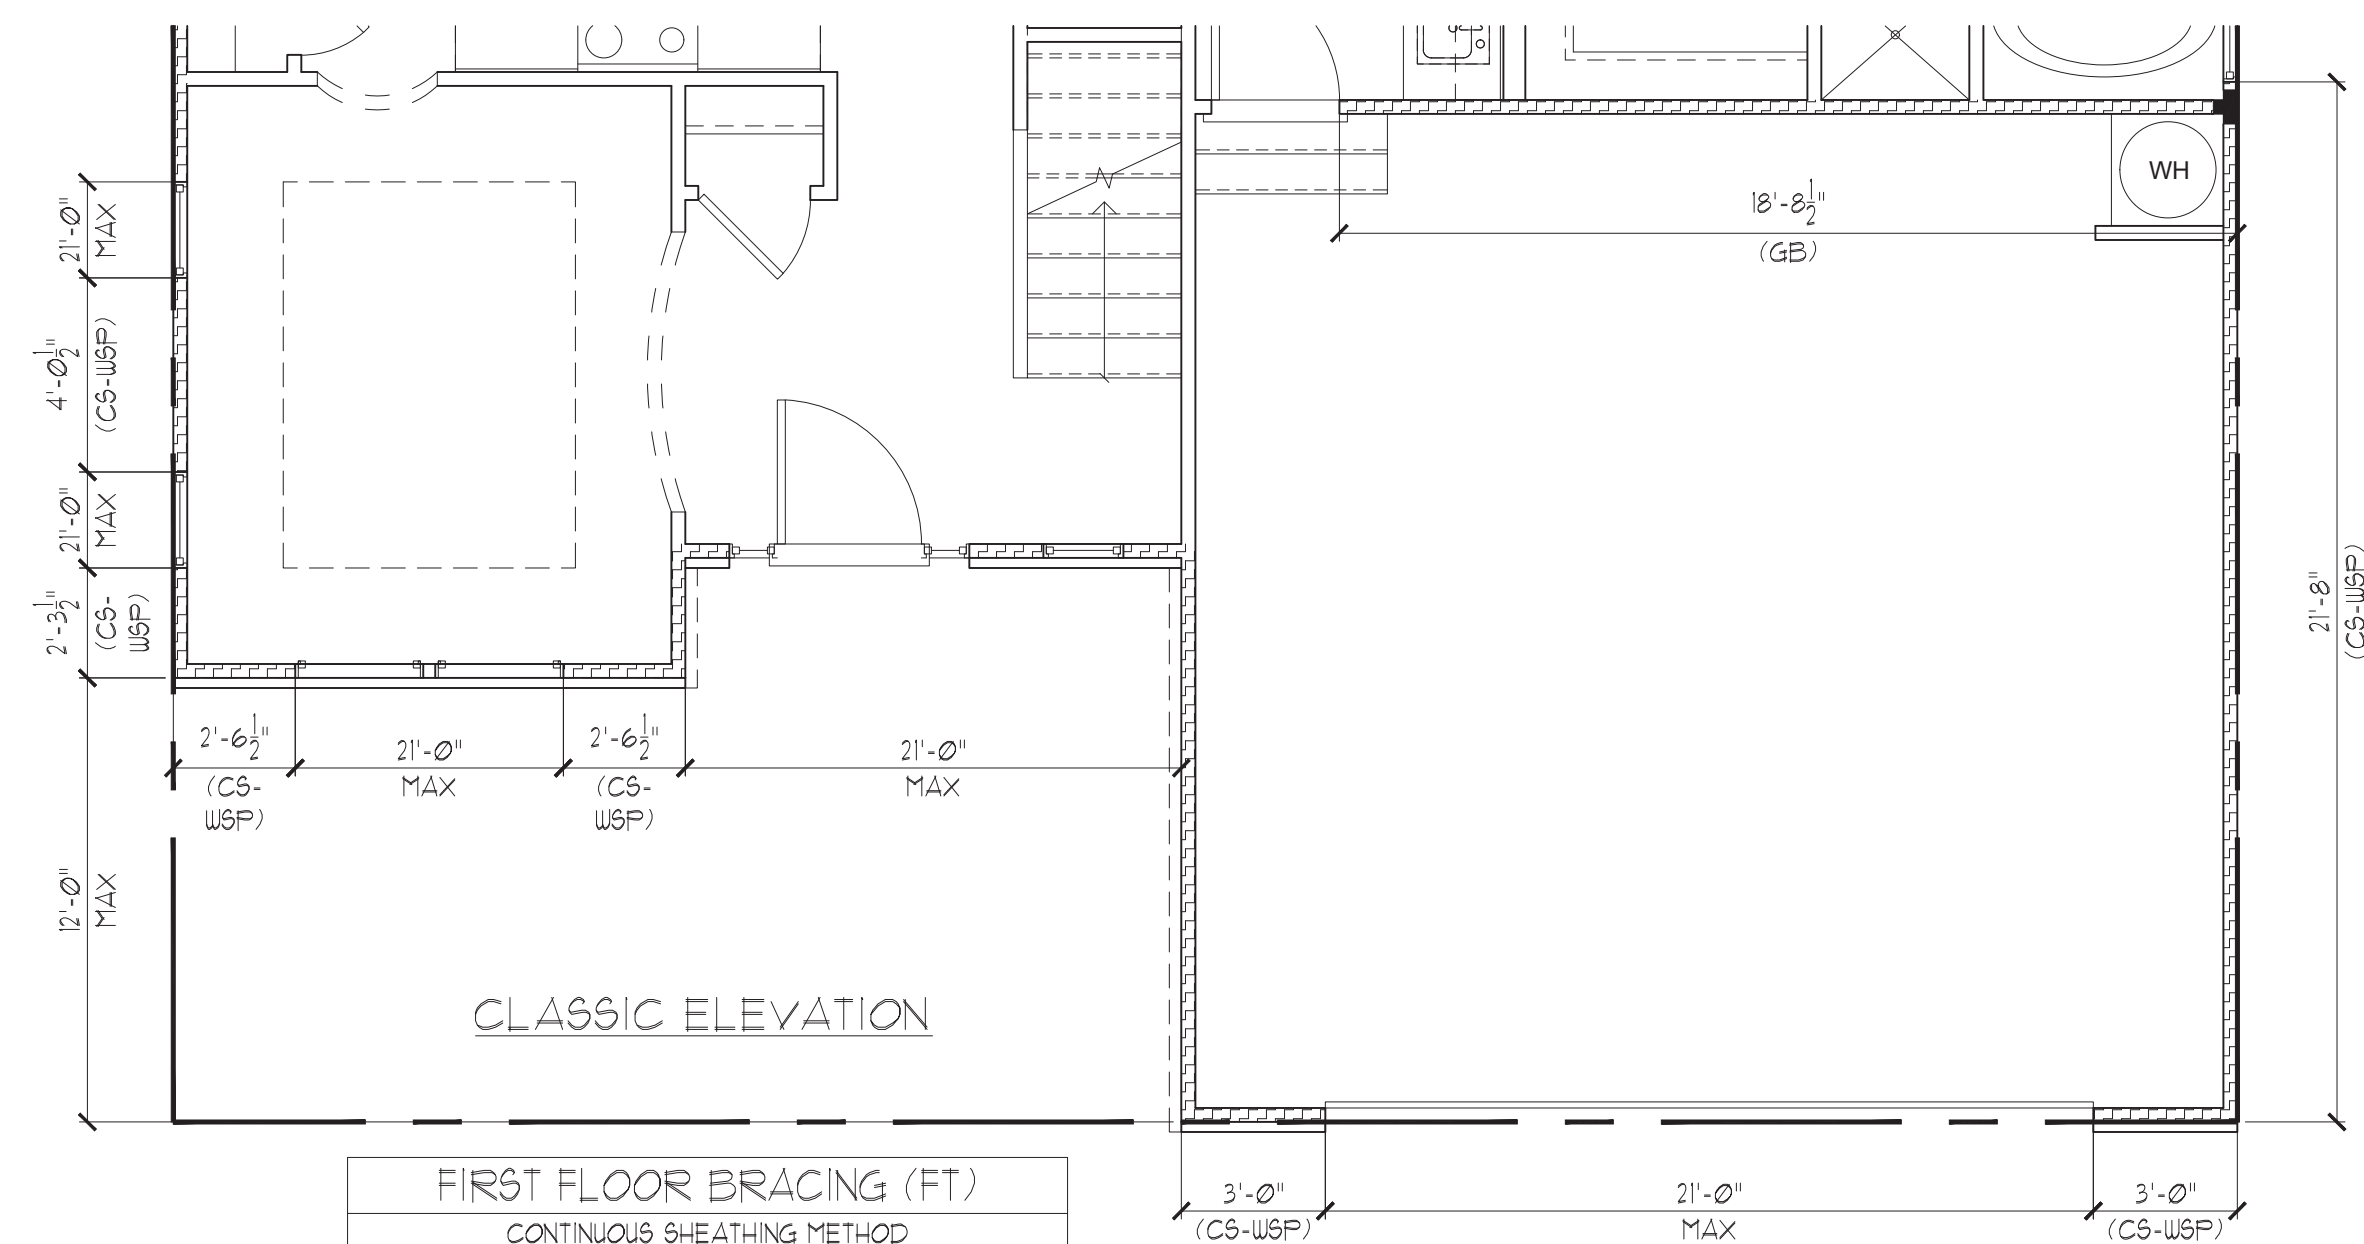 WH
18'-8 1/2"
(GB)
21'-0"
MAX
4'-0 1/2"
(CS-WSP)
21'-0"
MAX
2'-3 1/2"
(CS-
WSP)
21'-8"
(CS-WSP)
2'-6 1/2"
(CS-
WSP)
21'-0"
MAX
2'-6 1/2"
(CS-
WSP)
21'-0"
MAX
12'-0"
MAX
CLASSIC ELEVATION
FIRST FLOOR BRACING (FT)
CONTINUOUS SHEATHING METHOD
3'-0"
(CS-WSP)
21'-0"
MAX
3'-0"
(CS-WSP)